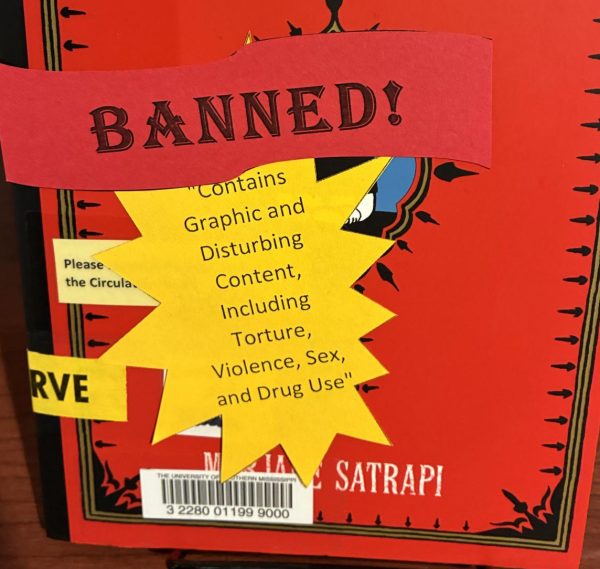 BANNED!
"Contains
Graphic and
Disturbing
Content,
Including
Torture,
Violence, Sex,
and Drug Use"
Please
the Circula
RVE
SATRAPI
THE UNIVERSITY OF SOUTHERN MISSISSIPPI
3 2280 01199 9000